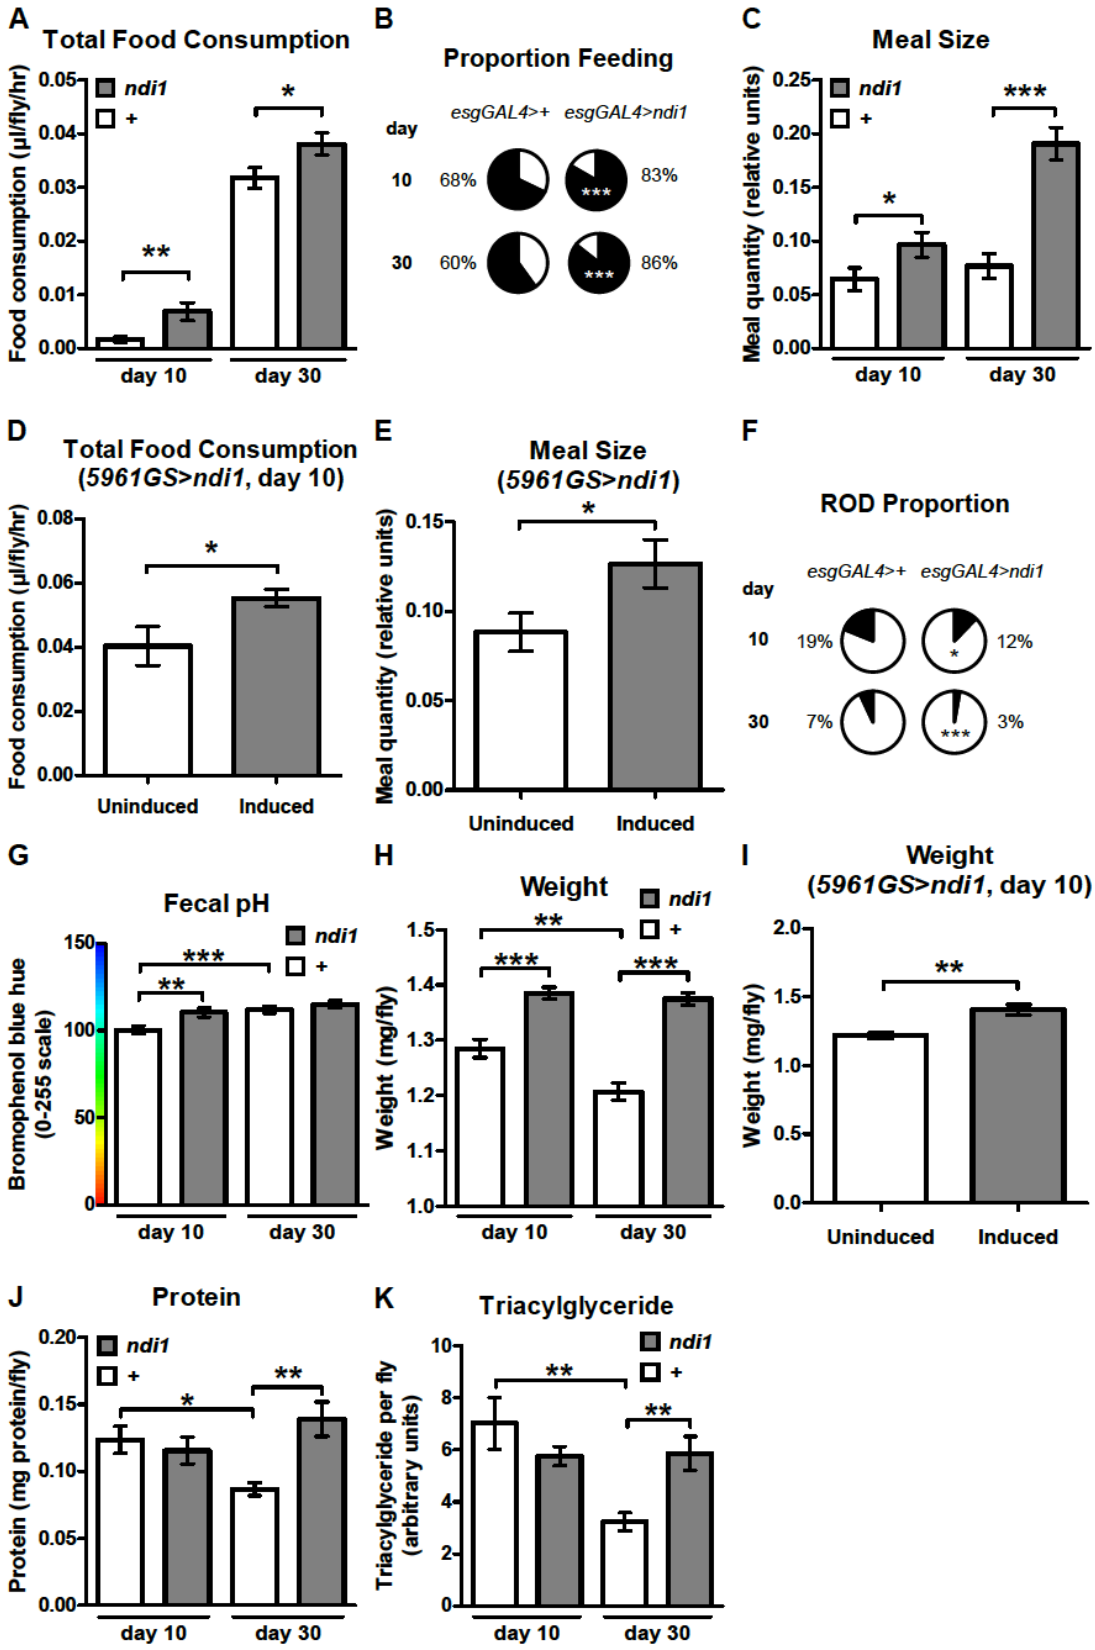 A
Total Food Consumption
Food consumption (µl/fly/hr)
0.05
0.04
0.03
0.02
0.01
0.00
ndi1
+
**
*
day 10
day 30
B
Proportion Feeding
esgGAL4>+ esgGAL4>ndi1
day
10 68% *** 83%
30 60% *** 86%
C
Meal Size
Meal quantity (relative units)
0.25
0.20
0.15
0.10
0.05
0.00
ndi1
+
*
***
day 10
day 30
D
Total Food Consumption
(5961GS>ndi1, day 10)
Food consumption (µl/fly/hr)
0.08
0.06
0.04
0.02
0.00
*
Uninduced
Induced
E
Meal Size
(5961GS>ndi1)
Meal quantity (relative units)
0.15
0.10
0.05
0.00
*
Uninduced
Induced
F
ROD Proportion
esgGAL4>+ esgGAL4>ndi1
day
10 19% * 12%
30 7% *** 3%
G
Fecal pH
Bromophenol blue hue
(0-255 scale)
150
100
50
0
ndi1
+
***
**
day 10
day 30
H
Weight
Weight (mg/fly)
1.5
1.4
1.3
1.2
1.1
1.0
ndi1
+
**
***
***
day 10
day 30
I
Weight
(5961GS>ndi1, day 10)
Weight (mg/fly)
2.0
1.5
1.0
0.5
0.0
**
Uninduced
Induced
J
Protein
Protein (mg protein/fly)
0.20
0.15
0.10
0.05
0.00
ndi1
+
*
**
day 10
day 30
K
Triacylglyceride
Triacylglyceride per fly
(arbitrary units)
10
8
6
4
2
0
ndi1
+
**
**
day 10
day 30